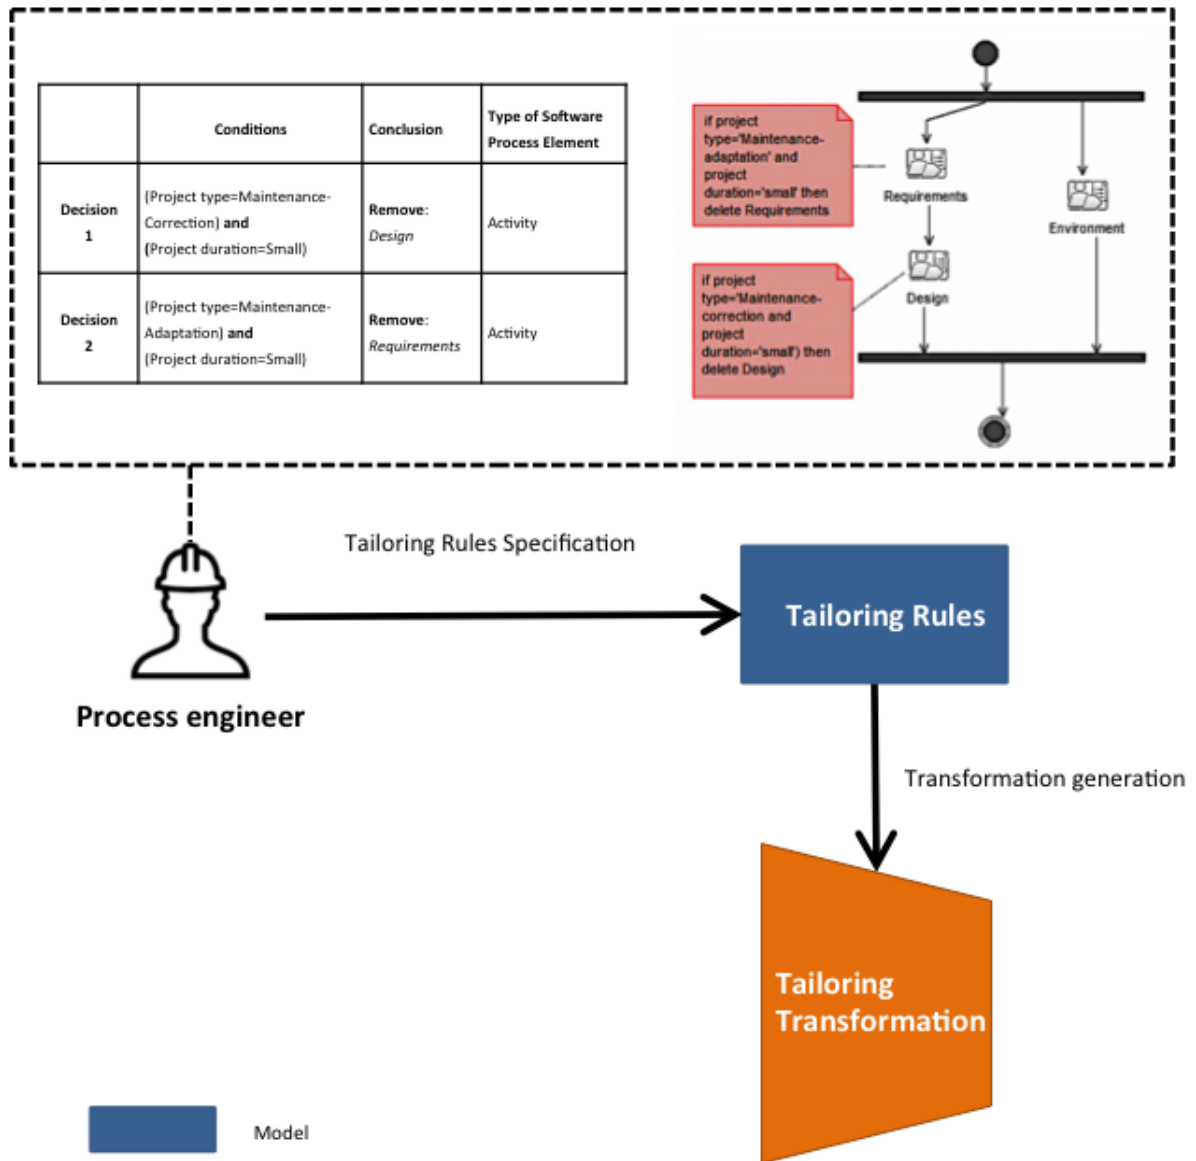 Conditions
Conclusion
Type of Software
Process Element
Decision
1
(Project type=Maintenance-
Correction) and
(Project duration=Small)
Remove:
Design
Activity
Decision
2
(Project type=Maintenance-
Adaptation) and
(Project duration=Small)
Remove:
Requirements
Activity
if project
type='Maintenance-
adaptation' and
project
duration='small' then
delete Requirements
Requirements
Environment
if project
type='Maintenance-
correction and
project
duration='small') then
delete Design
Design
Tailoring Rules Specification
Tailoring Rules
Process engineer
Transformation generation
Tailoring
Transformation
Model